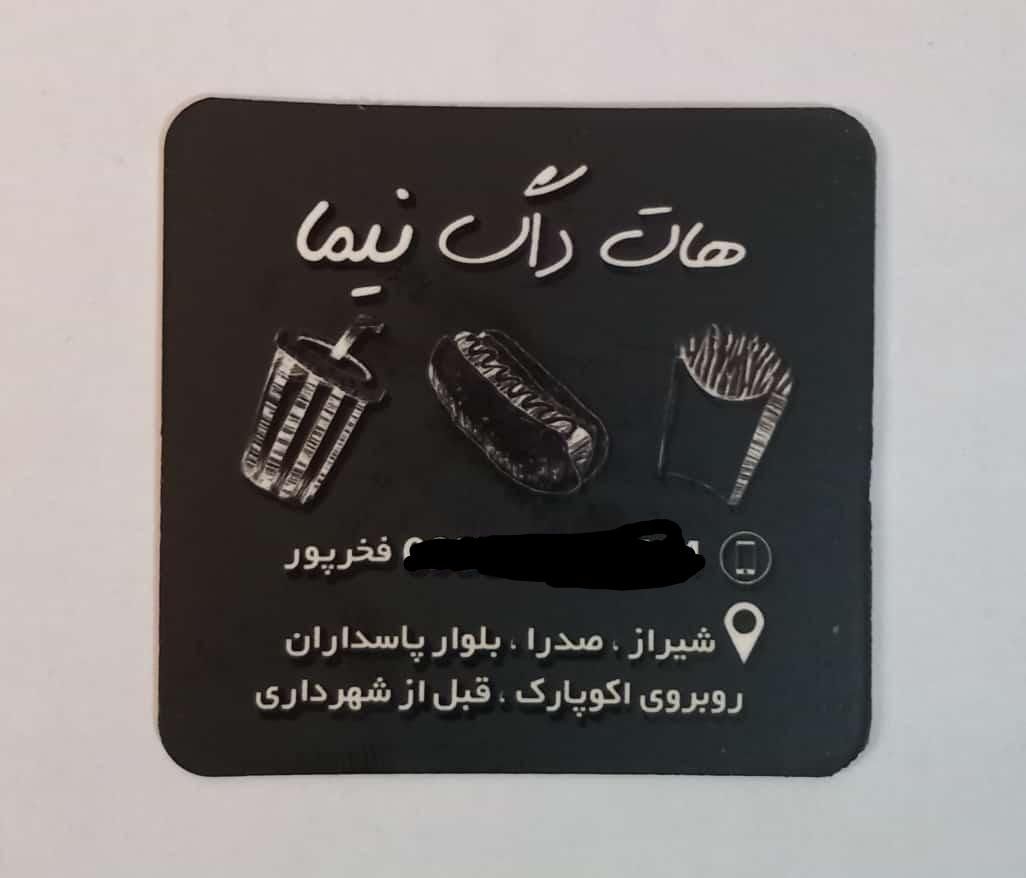 هات داگ نیما
فخرپور
شیراز ، صدرا ، بلوار پاسداران
روبروی اکوپارک ، قبل از شهرداری